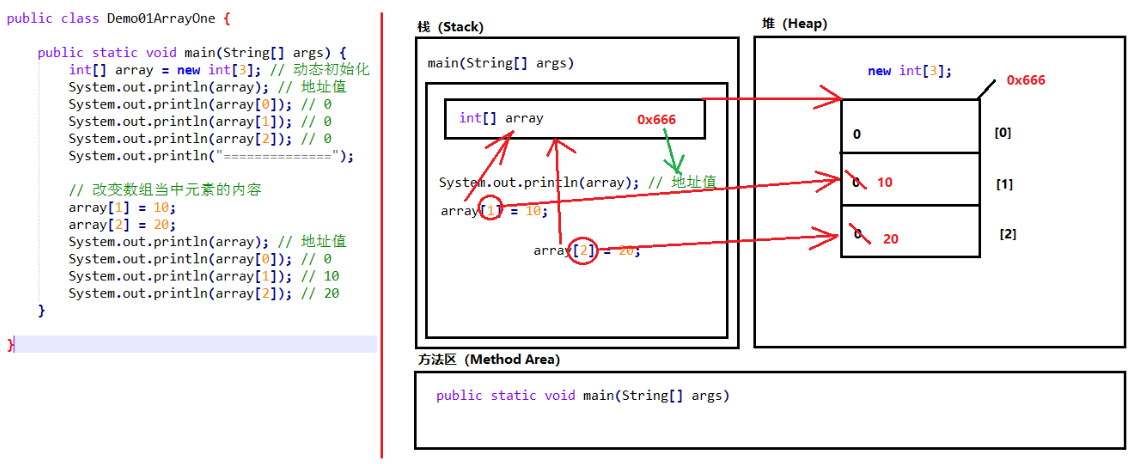 public class Demo01ArrayOne {
public static void main(String[] args) {
int[] array = new int[3]; // 动态初始化
System.out.println(array); // 地址值
System.out.println(array[0]); // 0
System.out.println(array[1]); // 0
System.out.println(array[2]); // 0
System.out.println("==============");
// 改变数组当中元素的内容
array[1] = 10;
array[2] = 20;
System.out.println(array); // 地址值
System.out.println(array[0]); // 0
System.out.println(array[1]); // 10
System.out.println(array[2]); // 20
}
}
栈（Stack）
main(String[] args)
int[] array 0x666
System.out.println(array); // 地址值
array[1] = 10;
array[2] = 20;
堆（Heap）
new int[3];
0x666
0 [0]
0 10 [1]
0 20 [2]
方法区（Method Area）
public static void main(String[] args)